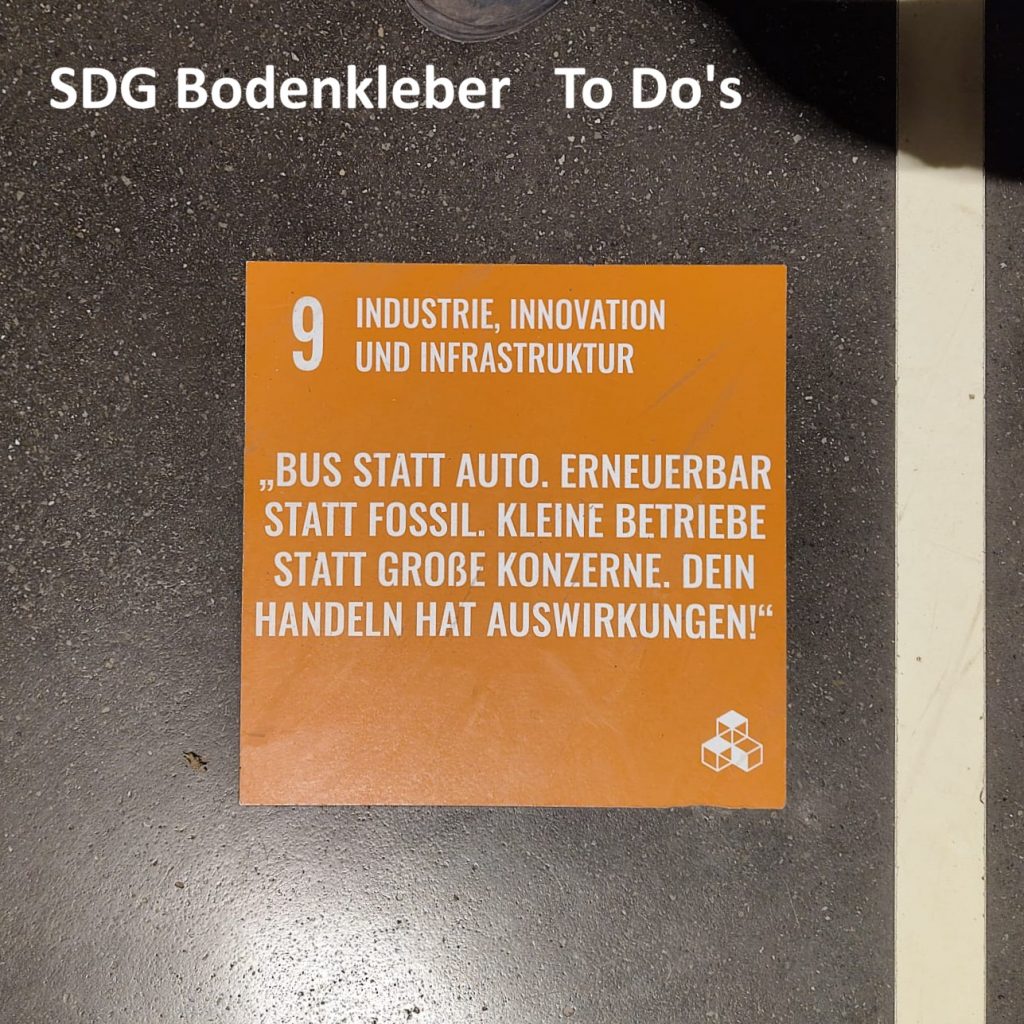 SDG Bodenkleber To Do's
9 INDUSTRIE, INNOVATION
UND INFRASTRUKTUR
„BUS STATT AUTO. ERNEUERBAR
STATT FOSSIL. KLEINE BETRIEBE
STATT GROßE KONZERNE. DEIN
HANDELN HAT AUSWIRKUNGEN!“